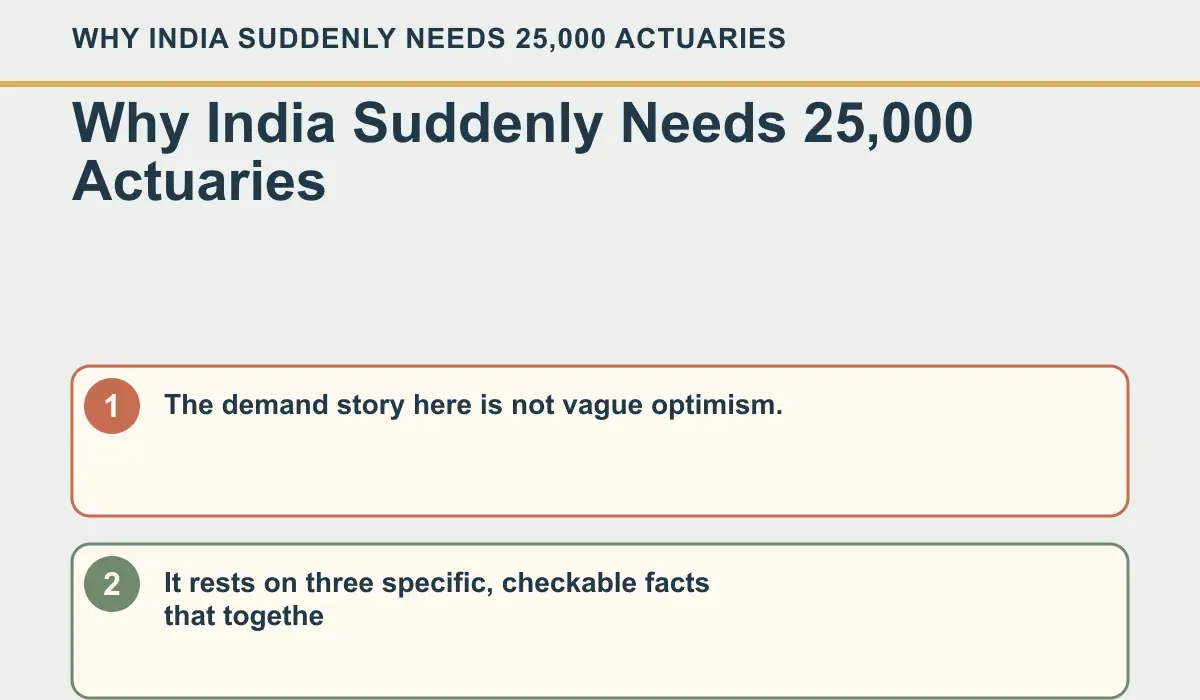 WHY INDIA SUDDENLY NEEDS 25,000 ACTUARIES
Why India Suddenly Needs 25,000
Actuaries
1
The demand story here is not vague optimism.
2
It rests on three specific, checkable facts
that togethe